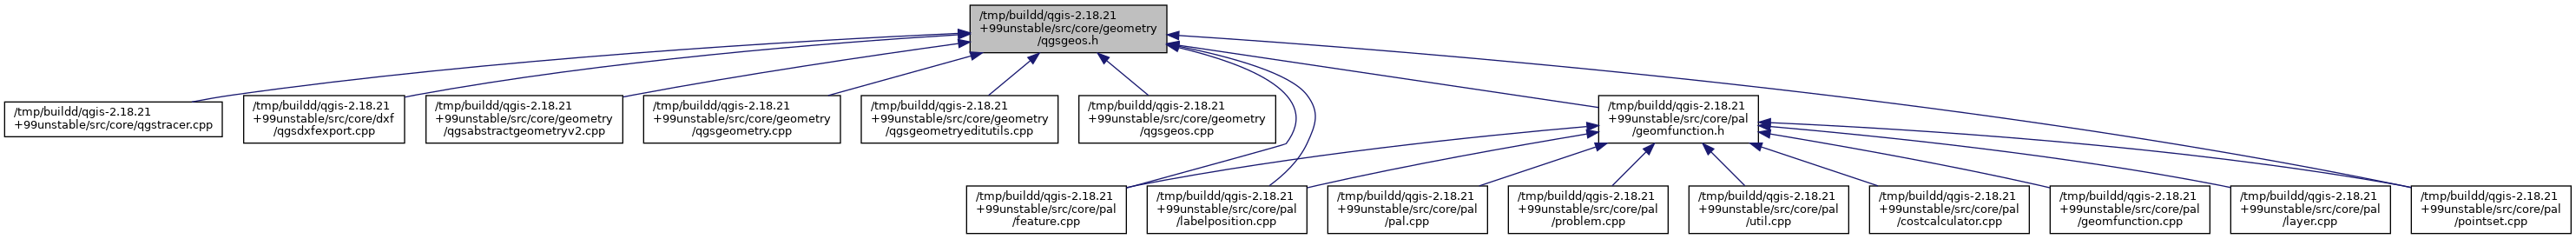 /tmp/buildd/qgis-2.18.21
+99unstable/src/core/geometry
/qgsgeos.h
/tmp/buildd/qgis-2.18.21
+99unstable/src/core/qgstracer.cpp
/tmp/buildd/qgis-2.18.21
+99unstable/src/core/dxf
/qgsdxfexport.cpp
/tmp/buildd/qgis-2.18.21
+99unstable/src/core/geometry
/qgsabstractgeometryv2.cpp
/tmp/buildd/qgis-2.18.21
+99unstable/src/core/geometry
/qgsgeometry.cpp
/tmp/buildd/qgis-2.18.21
+99unstable/src/core/geometry
/qgsgeometryeditutils.cpp
/tmp/buildd/qgis-2.18.21
+99unstable/src/core/geometry
/qgsgeos.cpp
/tmp/buildd/qgis-2.18.21
+99unstable/src/core/pal
/geomfunction.h
/tmp/buildd/qgis-2.18.21
+99unstable/src/core/pal
/feature.cpp
/tmp/buildd/qgis-2.18.21
+99unstable/src/core/pal
/labelposition.cpp
/tmp/buildd/qgis-2.18.21
+99unstable/src/core/pal
/pal.cpp
/tmp/buildd/qgis-2.18.21
+99unstable/src/core/pal
/problem.cpp
/tmp/buildd/qgis-2.18.21
+99unstable/src/core/pal
/util.cpp
/tmp/buildd/qgis-2.18.21
+99unstable/src/core/pal
/costcalculator.cpp
/tmp/buildd/qgis-2.18.21
+99unstable/src/core/pal
/geomfunction.cpp
/tmp/buildd/qgis-2.18.21
+99unstable/src/core/pal
/layer.cpp
/tmp/buildd/qgis-2.18.21
+99unstable/src/core/pal
/pointset.cpp